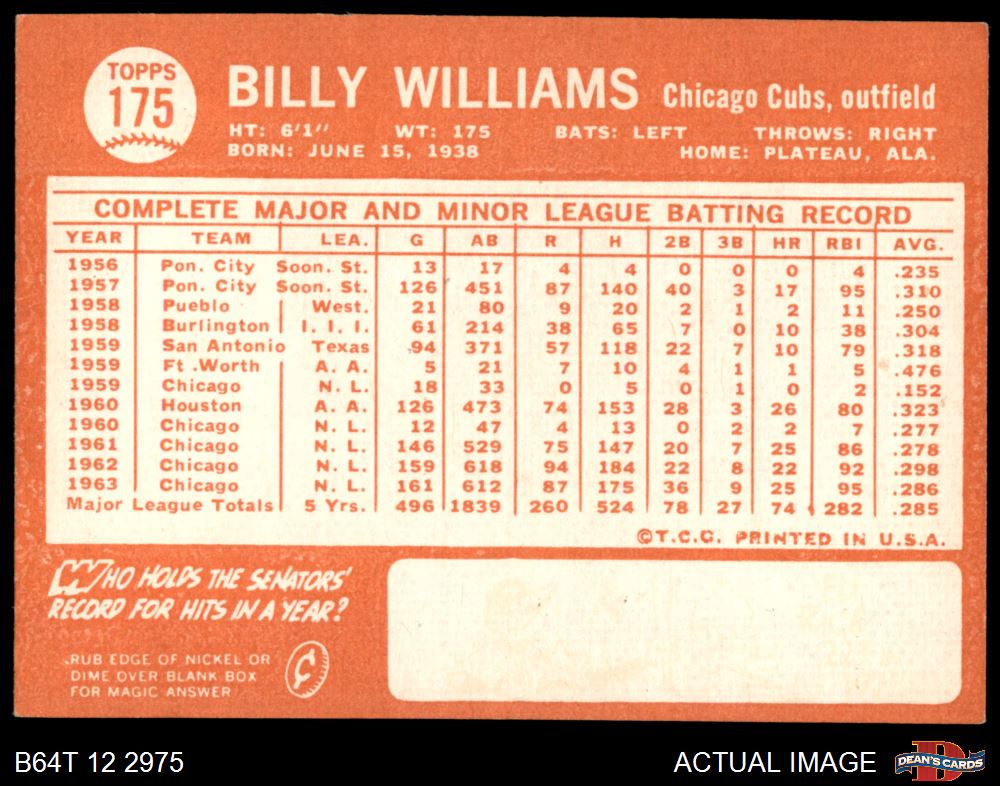 TOPPS
175
BILLY WILLIAMS Chicago Cubs, outfield
HT: 6'1" WT: 175 BATS: LEFT THROWS: RIGHT
BORN: JUNE 15, 1938 HOME: PLATEAU, ALA.
COMPLETE MAJOR AND MINOR LEAGUE BATTING RECORD
YEAR TEAM LEA. G AB R H 2B 3B HR RBI AVG.
1956 Pon. City Soon. St. 13 17 4 4 0 0 0 4 .235
1957 Pon. City Soon. St. 126 451 87 140 40 3 17 95 .310
1958 Pueblo West. 21 80 9 20 2 1 2 11 .250
1958 Burlington I. I. I. 61 214 38 65 7 0 10 38 .304
1959 San Antonio Texas 94 371 57 118 22 7 10 79 .318
1959 Ft. Worth A. A. 5 21 7 10 4 1 1 5 .476
1959 Chicago N. L. 18 33 0 5 0 1 0 2 .152
1960 Houston A. A. 126 473 74 153 28 3 26 80 .323
1960 Chicago N. L. 12 47 4 13 0 2 2 7 .277
1961 Chicago N. L. 146 529 75 147 20 7 25 86 .278
1962 Chicago N. L. 159 618 94 184 22 8 22 92 .298
1963 Chicago N. L. 161 612 87 175 36 9 25 95 .286
Major League Totals 5 Yrs. 496 1839 260 524 78 27 74 282 .285
©T.C.G. PRINTED IN U.S.A.
WHO HOLDS THE SENATORS'
RECORD FOR HITS IN A YEAR?
RUB EDGE OF NICKEL OR
DIME OVER BLANK BOX
FOR MAGIC ANSWER
¢
B64T 12 2975 ACTUAL IMAGE
DEAN'S CARDS